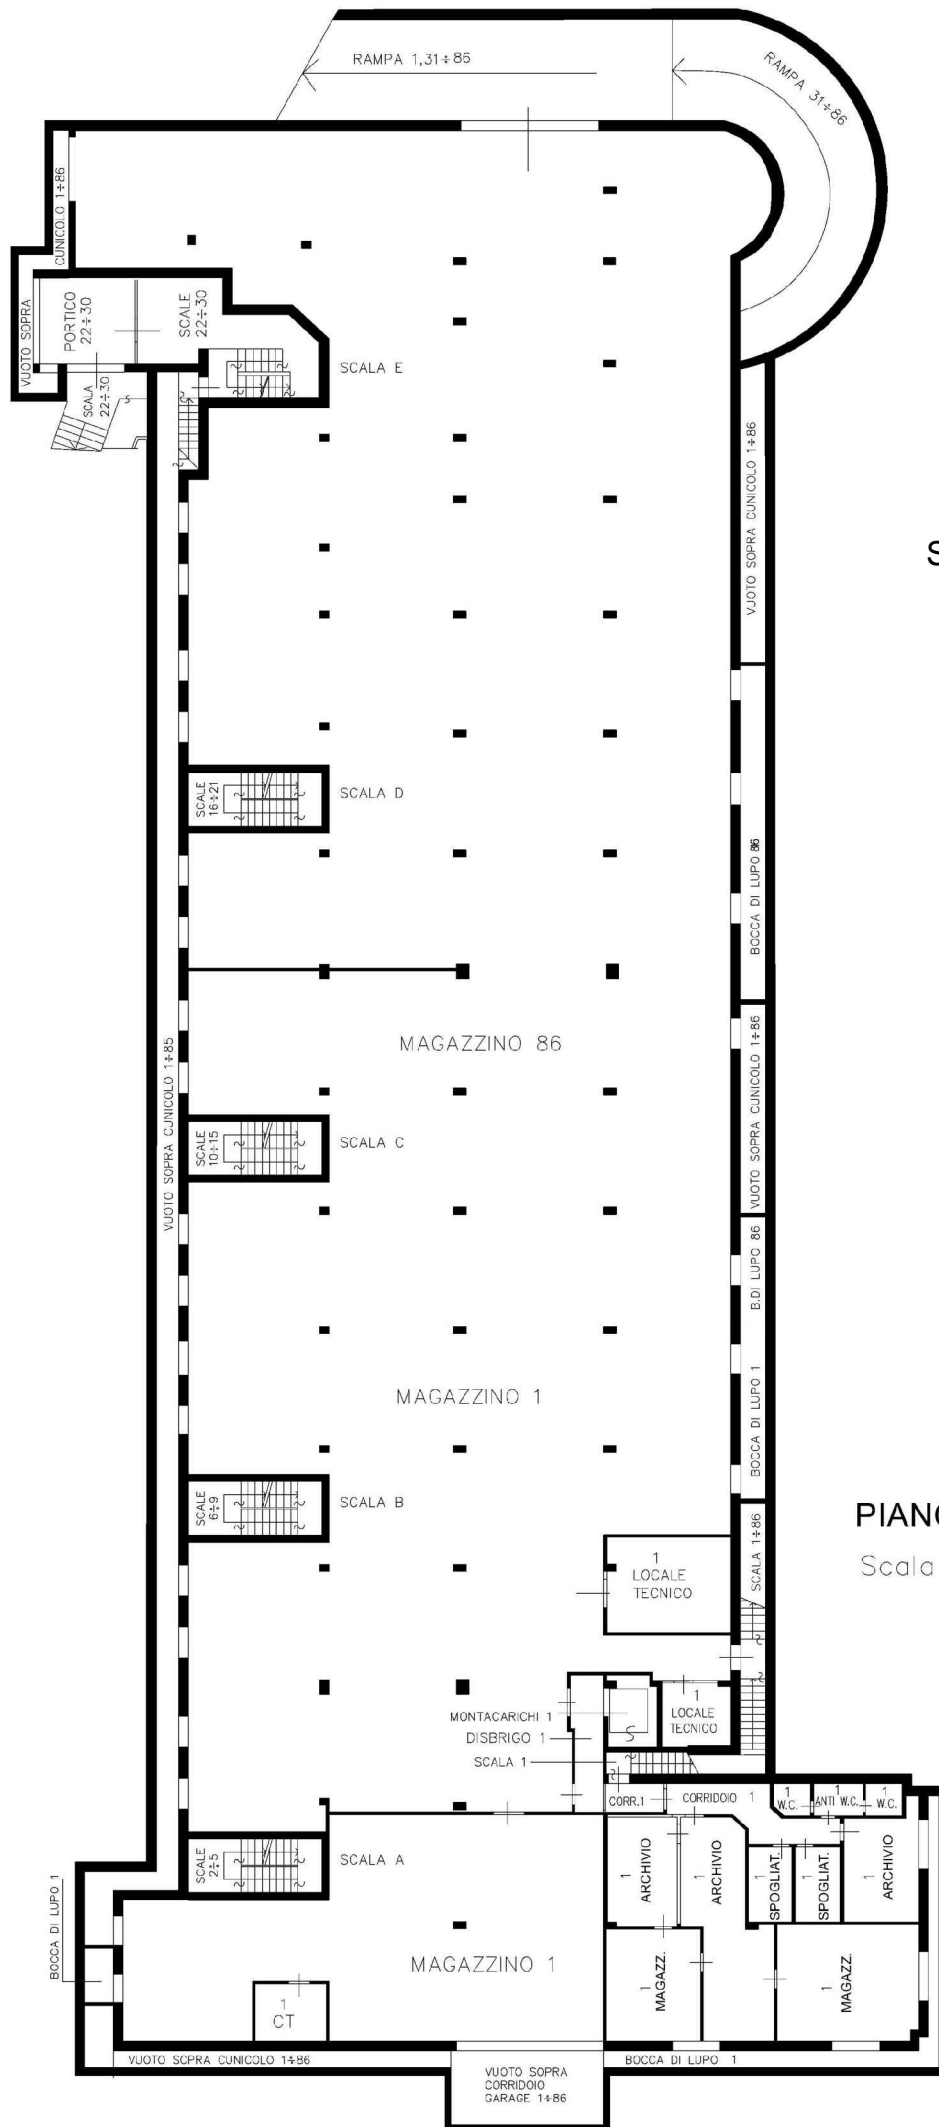 RAMPA 1,31÷86
RAMPA 31÷86
CUNICOLO 1÷86
VUOTO SOPRA
PORTICO
22÷30
SCALE
22÷30
SCALA
22÷30
SCALA E
VUOTO SOPRA CUNICOLO 1÷86
S
SCALE
16÷21
SCALA D
BOCCA DI LUPO 86
MAGAZZINO 86
VUOTO SOPRA CUNICOLO 1÷85
VUOTO SOPRA CUNICOLO 1÷86
SCALE
10÷15
SCALA C
B.DI LUPO 86
MAGAZZINO 1
BOCCA DI LUPO 1
SCALE
6÷9
SCALA B
PIANO
Scala
SCALA 1÷86
1
LOCALE
TECNICO
MONTACARICHI 1
DISBRIGO 1
SCALA 1
S
1
LOCALE
TECNICO
CORR.1
CORRIDOIO 1
1
W.C.
1
ANTI W.C.
1
W.C.
SCALE
2÷5
SCALA A
1
ARCHIVIO
1
ARCHIVIO
1
SPOGLIAT.
1
SPOGLIAT.
1
ARCHIVIO
BOCCA DI LUPO 1
MAGAZZINO 1
1
CT
1
MAGAZZ.
1
MAGAZZ.
VUOTO SOPRA CUNICOLO 1÷86
VUOTO SOPRA
CORRIDOIO
GARAGE 1÷86
BOCCA DI LUPO 1